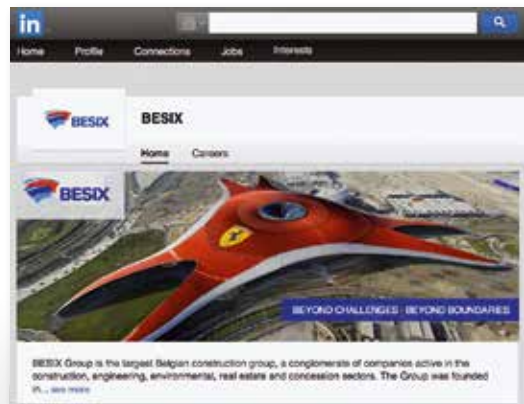 in
Home Profile Connections Jobs Interests
BESIX
BESIX
Home Careers
BESIX
BEYOND CHALLENGES - BEYOND BOUNDARIES
BESIX Group is the largest Belgian construction group, a conglomerate of companies active in the
construction, engineering, environmental, real estate and concession sectors. The Group was founded
in... see more